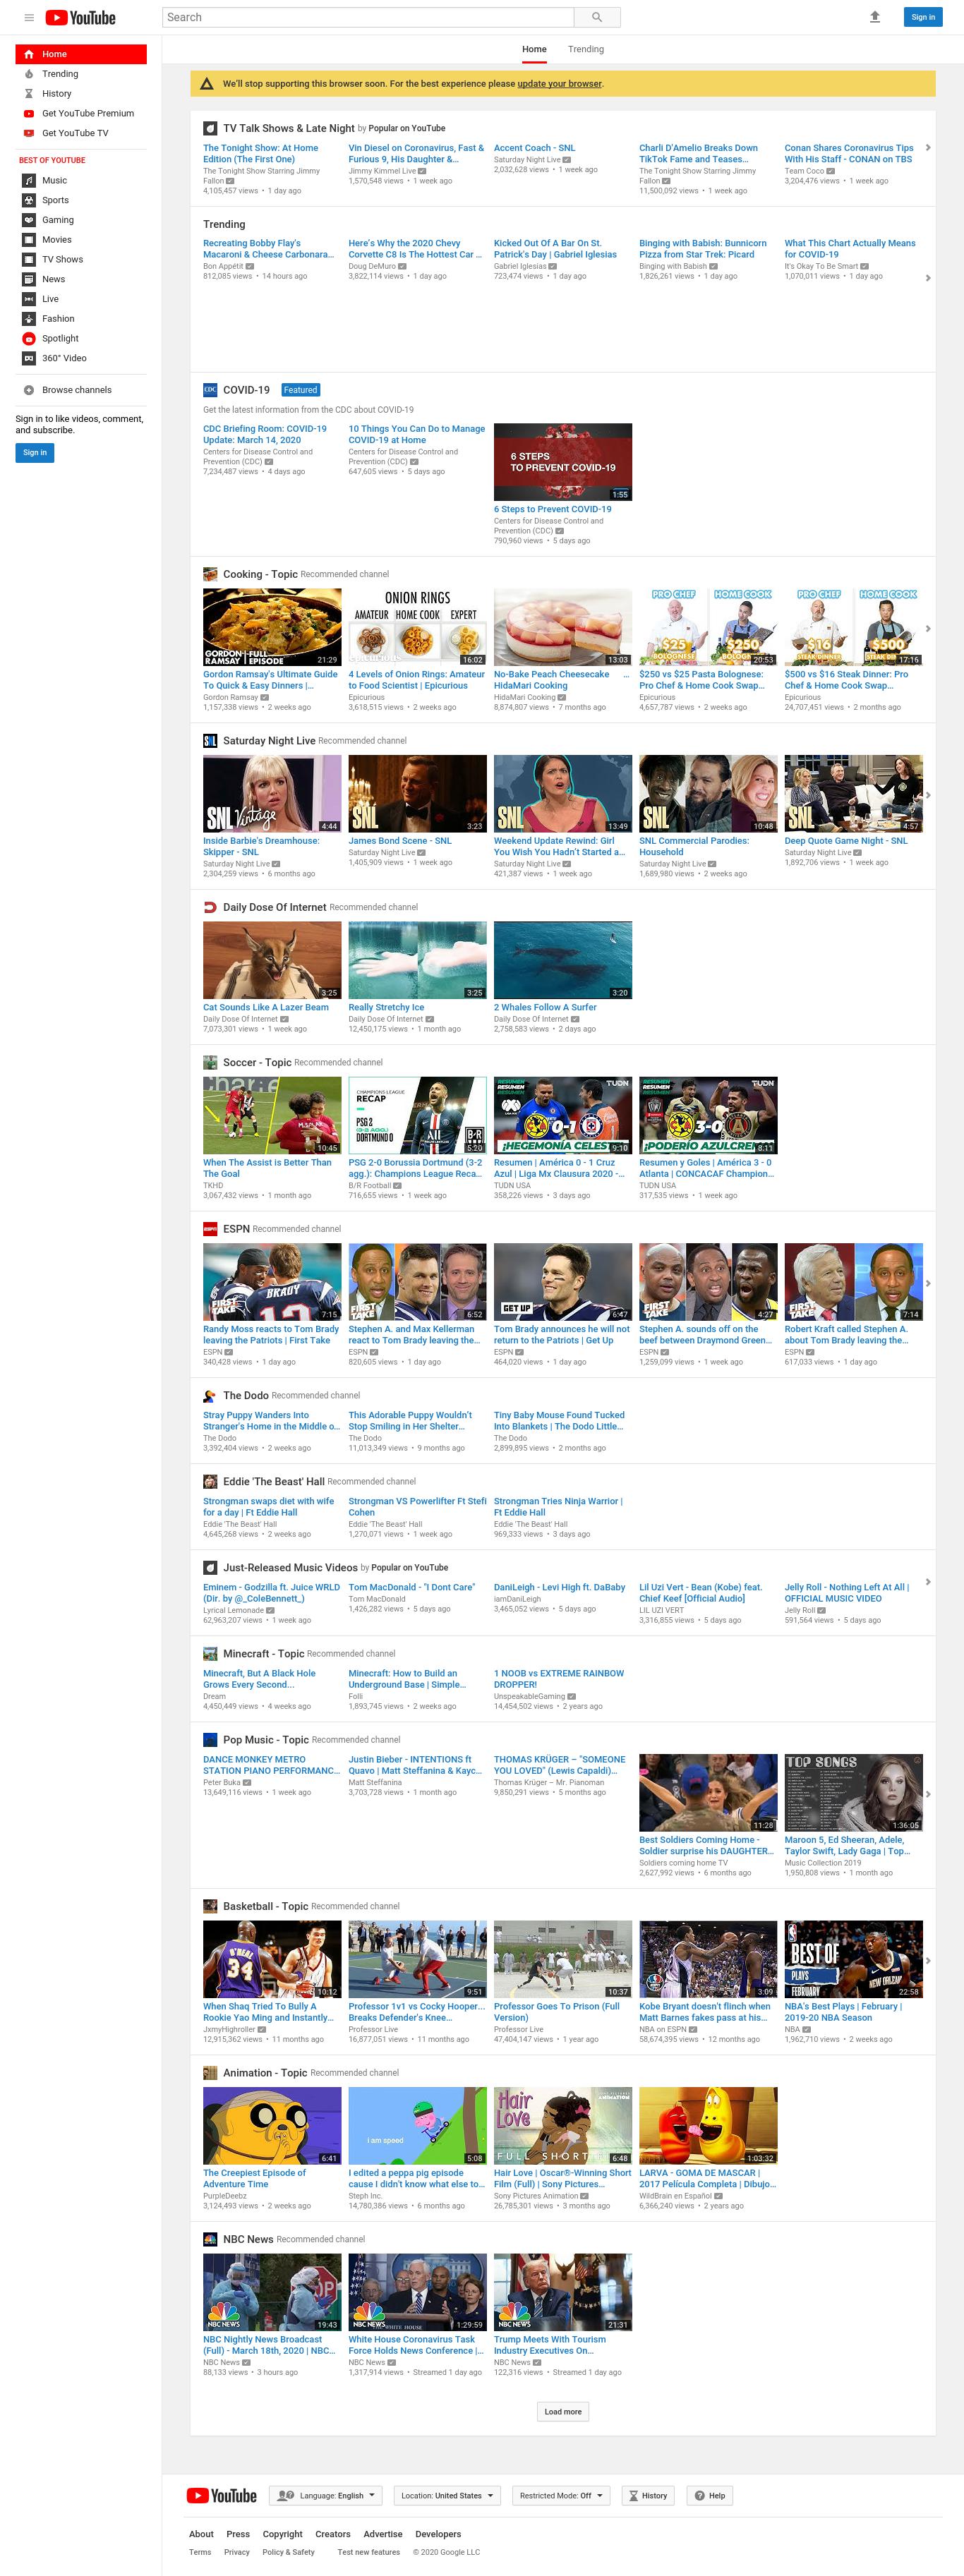 YouTube
Search
Sign in
Home
Trending
History
Get YouTube Premium
Get YouTube TV
BEST OF YOUTUBE
Music
Sports
Gaming
Movies
TV Shows
News
Live
Fashion
Spotlight
360° Video
Browse channels
Sign in to like videos, comment,
and subscribe.
Sign in
Home Trending
We'll stop supporting this browser soon. For the best experience please update your browser.
TV Talk Shows & Late Night by Popular on YouTube
The Tonight Show: At Home
Edition (The First One)
The Tonight Show Starring Jimmy
Fallon
4,105,457 views • 1 day ago
Vin Diesel on Coronavirus, Fast &
Furious 9, His Daughter &...
Jimmy Kimmel Live
1,570,548 views • 1 week ago
Accent Coach - SNL
Saturday Night Live
2,032,628 views • 1 week ago
Charli D'Amelio Breaks Down
TikTok Fame and Teases...
The Tonight Show Starring Jimmy
Fallon
11,500,092 views • 1 week ago
Conan Shares Coronavirus Tips
With His Staff - CONAN on TBS
Team Coco
3,204,476 views • 1 week ago
Trending
Recreating Bobby Flay's
Macaroni & Cheese Carbonara...
Bon Appétit
812,085 views • 14 hours ago
Here's Why the 2020 Chevy
Corvette C8 Is The Hottest Car ...
Doug DeMuro
3,822,114 views • 1 day ago
Kicked Out Of A Bar On St.
Patrick's Day | Gabriel Iglesias
Gabriel Iglesias
723,474 views • 1 day ago
Binging with Babish: Bunnicorn
Pizza from Star Trek: Picard
Binging with Babish
1,826,261 views • 1 day ago
What This Chart Actually Means
for COVID-19
It's Okay To Be Smart
1,070,011 views • 1 day ago
CDC COVID-19 Featured
Get the latest information from the CDC about COVID-19
CDC Briefing Room: COVID-19
Update: March 14, 2020
Centers for Disease Control and
Prevention (CDC)
7,234,487 views • 4 days ago
10 Things You Can Do to Manage
COVID-19 at Home
Centers for Disease Control and
Prevention (CDC)
647,605 views • 5 days ago
6 STEPS
TO PREVENT COVID-19
1:55
6 Steps to Prevent COVID-19
Centers for Disease Control and
Prevention (CDC)
790,960 views • 5 days ago
Cooking - Topic Recommended channel
GORDON RAMSAY FULL EPISODE
21:29
Gordon Ramsay's Ultimate Guide
To Quick & Easy Dinners |...
Gordon Ramsay
1,157,338 views • 2 weeks ago
ONION RINGS
AMATEUR HOME COOK EXPERT
epicurious
16:02
4 Levels of Onion Rings: Amateur
to Food Scientist | Epicurious
Epicurious
3,618,515 views • 2 weeks ago
13:03
No-Bake Peach Cheesecake ...
HidaMari Cooking
HidaMari Cooking
8,874,807 views • 7 months ago
PRO CHEF HOME COOK
$25 BOLOGNESE $250 BOLOGNESE
20:53
$250 vs $25 Pasta Bolognese:
Pro Chef & Home Cook Swap...
Epicurious
4,657,787 views • 2 weeks ago
PRO CHEF HOME COOK
$16 STEAK DINNER $500 STEAK DINNER
17:16
$500 vs $16 Steak Dinner: Pro
Chef & Home Cook Swap...
Epicurious
24,707,451 views • 2 months ago
Saturday Night Live Recommended channel
SNL Vintage
4:44
Inside Barbie's Dreamhouse:
Skipper - SNL
Saturday Night Live
2,304,259 views • 6 months ago
SNL
3:23
James Bond Scene - SNL
Saturday Night Live
1,405,909 views • 1 week ago
SNL
13:49
Weekend Update Rewind: Girl
You Wish You Hadn't Started a...
Saturday Night Live
421,387 views • 1 week ago
SNL
10:48
SNL Commercial Parodies:
Household
Saturday Night Live
1,689,980 views • 2 weeks ago
SNL
4:57
Deep Quote Game Night - SNL
Saturday Night Live
1,892,706 views • 1 week ago
Daily Dose Of Internet Recommended channel
3:25
Cat Sounds Like A Lazer Beam
Daily Dose Of Internet
7,073,301 views • 1 week ago
3:25
Really Stretchy Ice
Daily Dose Of Internet
12,450,175 views • 1 month ago
3:20
2 Whales Follow A Surfer
Daily Dose Of Internet
2,758,583 views • 2 days ago
Soccer - Topic Recommended channel
10:45
When The Assist is Better Than
The Goal
TKHD
3,067,432 views • 1 month ago
CHAMPIONS LEAGUE
RECAP
PSG 2
(3-2 AGG.)
DORTMUND 0
B/R
5:20
PSG 2-0 Borussia Dortmund (3-2
agg.): Champions League Reca...
B/R Football
716,655 views • 1 week ago
RESUMEN
RESUMEN
RESUMEN
TUDN
0-1
¡HEGEMONÍA CELESTE
9:10
Resumen | América 0 - 1 Cruz
Azul | Liga Mx Clausura 2020 -...
TUDN USA
358,226 views • 3 days ago
RESUMEN
RESUMEN
RESUMEN
TUDN
3-0
¡PODERÍO AZULCREMA
8:11
Resumen y Goles | América 3 - 0
Atlanta | CONCACAF Champion...
TUDN USA
317,535 views • 1 week ago
ESPN Recommended channel
BRADY
FIRST TAKE
7:15
Randy Moss reacts to Tom Brady
leaving the Patriots | First Take
ESPN
340,428 views • 1 day ago
FIRST TAKE
6:52
Stephen A. and Max Kellerman
react to Tom Brady leaving the...
ESPN
820,605 views • 1 day ago
GET UP
6:47
Tom Brady announces he will not
return to the Patriots | Get Up
ESPN
464,020 views • 1 day ago
FIRST TAKE
4:27
Stephen A. sounds off on the
beef between Draymond Green...
ESPN
1,259,099 views • 1 week ago
FIRST TAKE
7:14
Robert Kraft called Stephen A.
about Tom Brady leaving the...
ESPN
617,033 views • 1 day ago
The Dodo Recommended channel
Stray Puppy Wanders Into
Stranger's Home in the Middle o...
The Dodo
3,392,404 views • 2 weeks ago
This Adorable Puppy Wouldn't
Stop Smiling in Her Shelter...
The Dodo
11,013,349 views • 9 months ago
Tiny Baby Mouse Found Tucked
Into Blankets | The Dodo Little...
The Dodo
2,899,895 views • 2 months ago
Eddie 'The Beast' Hall Recommended channel
Strongman swaps diet with wife
for a day | Ft Eddie Hall
Eddie 'The Beast' Hall
4,645,268 views • 2 weeks ago
Strongman VS Powerlifter Ft Stefi
Cohen
Eddie 'The Beast' Hall
1,270,071 views • 1 week ago
Strongman Tries Ninja Warrior |
Ft Eddie Hall
Eddie 'The Beast' Hall
969,333 views • 3 days ago
Just-Released Music Videos by Popular on YouTube
Eminem - Godzilla ft. Juice WRLD
(Dir. by @_ColeBennett_)
Lyrical Lemonade
62,963,207 views • 1 week ago
Tom MacDonald - "I Dont Care"
Tom MacDonald
1,426,282 views • 5 days ago
DaniLeigh - Levi High ft. DaBaby
iamDaniLeigh
3,465,052 views • 5 days ago
Lil Uzi Vert - Bean (Kobe) feat.
Chief Keef [Official Audio]
LIL UZI VERT
3,316,855 views • 5 days ago
Jelly Roll - Nothing Left At All |
OFFICIAL MUSIC VIDEO
Jelly Roll
591,564 views • 5 days ago
Minecraft - Topic Recommended channel
Minecraft, But A Black Hole
Grows Every Second...
Dream
4,450,449 views • 4 weeks ago
Minecraft: How to Build an
Underground Base | Simple...
Folli
1,893,745 views • 2 weeks ago
1 NOOB vs EXTREME RAINBOW
DROPPER!
UnspeakableGaming
14,454,502 views • 2 years ago
Pop Music - Topic Recommended channel
DANCE MONKEY METRO
STATION PIANO PERFORMANC...
Peter Buka
13,649,116 views • 1 week ago
Justin Bieber - INTENTIONS ft
Quavo | Matt Steffanina & Kayc...
Matt Steffanina
3,703,728 views • 1 month ago
THOMAS KRÜGER – "SOMEONE
YOU LOVED" (Lewis Capaldi)...
Thomas Krüger – Mr. Pianoman
9,850,291 views • 5 months ago
11:28
Best Soldiers Coming Home -
Soldier surprise his DAUGHTER...
Soldiers coming home TV
2,627,992 views • 6 months ago
TOP SONGS
1:36:05
Maroon 5, Ed Sheeran, Adele,
Taylor Swift, Lady Gaga | Top...
Music Collection 2019
1,950,808 views • 1 month ago
Basketball - Topic Recommended channel
O'NEAL
34
10:12
When Shaq Tried To Bully A
Rookie Yao Ming and Instantly...
JxmyHighroller
12,915,362 views • 11 months ago
9:51
Professor 1v1 vs Cocky Hooper...
Breaks Defender's Knee...
Professor Live
16,877,051 views • 11 months ago
10:37
Professor Goes To Prison (Full
Version)
Professor Live
47,404,147 views • 1 year ago
3:09
Kobe Bryant doesn't flinch when
Matt Barnes fakes pass at his...
NBA on ESPN
58,674,395 views • 12 months ago
BEST OF
PLAYS
FEBRUARY
NEW ORLEANS
22:58
NBA's Best Plays | February |
2019-20 NBA Season
NBA
1,962,710 views • 2 weeks ago
Animation - Topic Recommended channel
6:41
The Creepiest Episode of
Adventure Time
PurpleDeebz
3,124,493 views • 2 weeks ago
i am speed
5:08
I edited a peppa pig episode
cause I didn't know what else to...
Steph Inc.
14,780,386 views • 6 months ago
Hair Love
FULL SHORT
6:48
Hair Love | Oscar®-Winning Short
Film (Full) | Sony Pictures...
Sony Pictures Animation
26,785,301 views • 3 months ago
1:03:32
LARVA - GOMA DE MASCAR |
2017 Película Completa | Dibujo...
WildBrain en Español
6,366,240 views • 2 years ago
NBC News Recommended channel
STOP
NBC NEWS
19:43
NBC Nightly News Broadcast
(Full) - March 18th, 2020 | NBC...
NBC News
88,133 views • 3 hours ago
NBC NEWS
WHITE HOUSE
1:29:59
White House Coronavirus Task
Force Holds News Conference |...
NBC News
1,317,914 views • Streamed 1 day ago
NBC NEWS
21:31
Trump Meets With Tourism
Industry Executives On...
NBC News
122,316 views • Streamed 1 day ago
Load more
YouTube
Language: English
Location: United States
Restricted Mode: Off
History
Help
About Press Copyright Creators Advertise Developers
Terms Privacy Policy & Safety Test new features © 2020 Google LLC